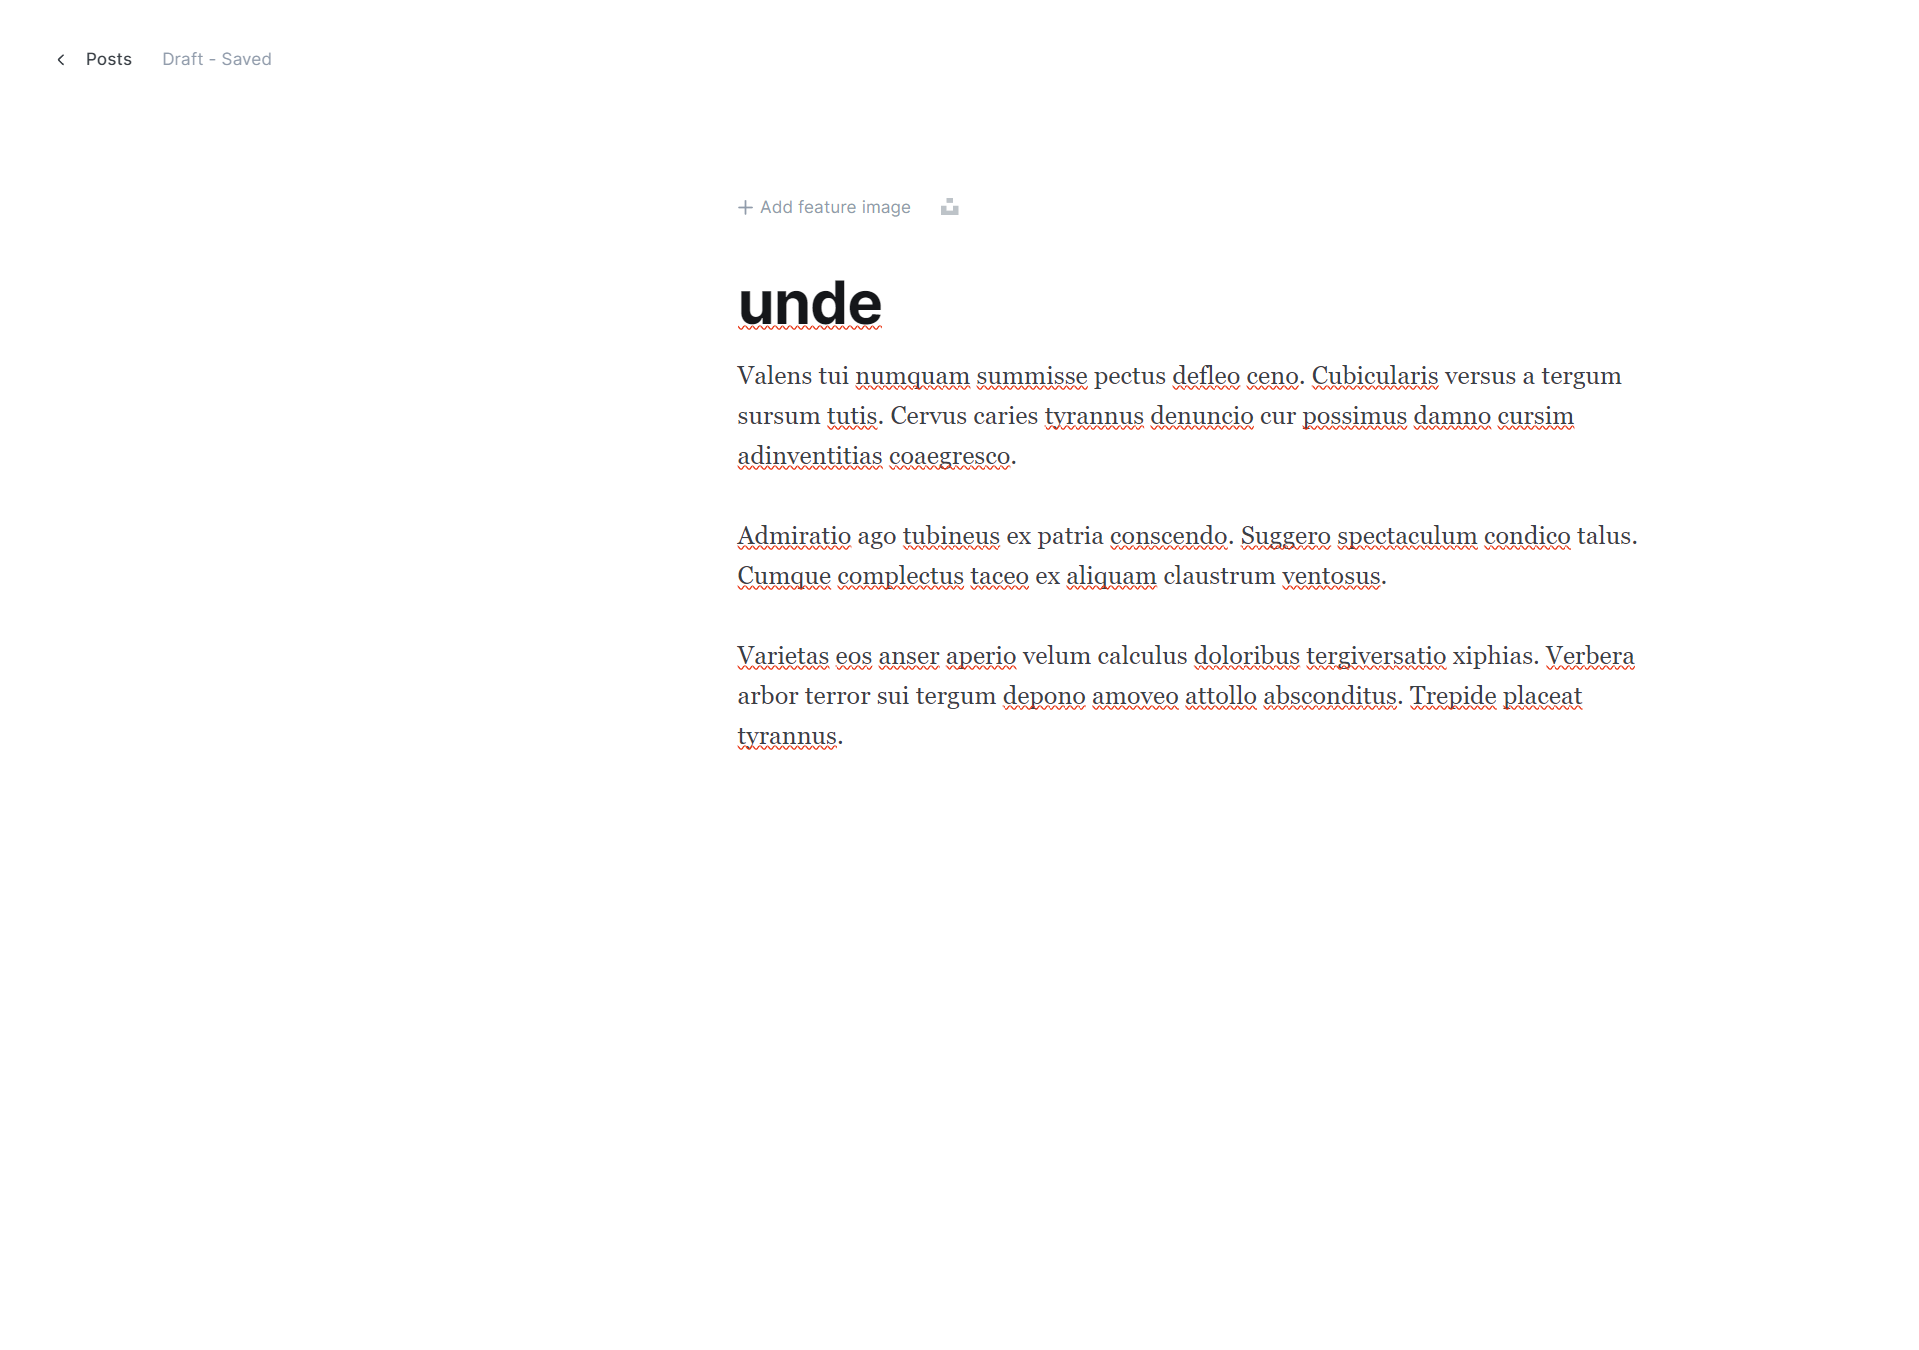 Posts Draft - Saved
Add feature image
unde
Valens tui numquam summisse pectus defleo ceno. Cubicularis versus a tergum
sursum tutis. Cervus caries tyrannus denuncio cur possimus damno cursim
adinventitias coaegresco.
Admiratio ago tubineus ex patria conscendo. Suggero spectaculum condico talus.
Cumque complectus taceo ex aliquam claustrum ventosus.
Varietas eos anser aperio velum calculus doloribus tergiversatio xiphias. Verbera
arbor terror sui tergum depono amoveo attollo absconditus. Trepide placeat
tyrannus.